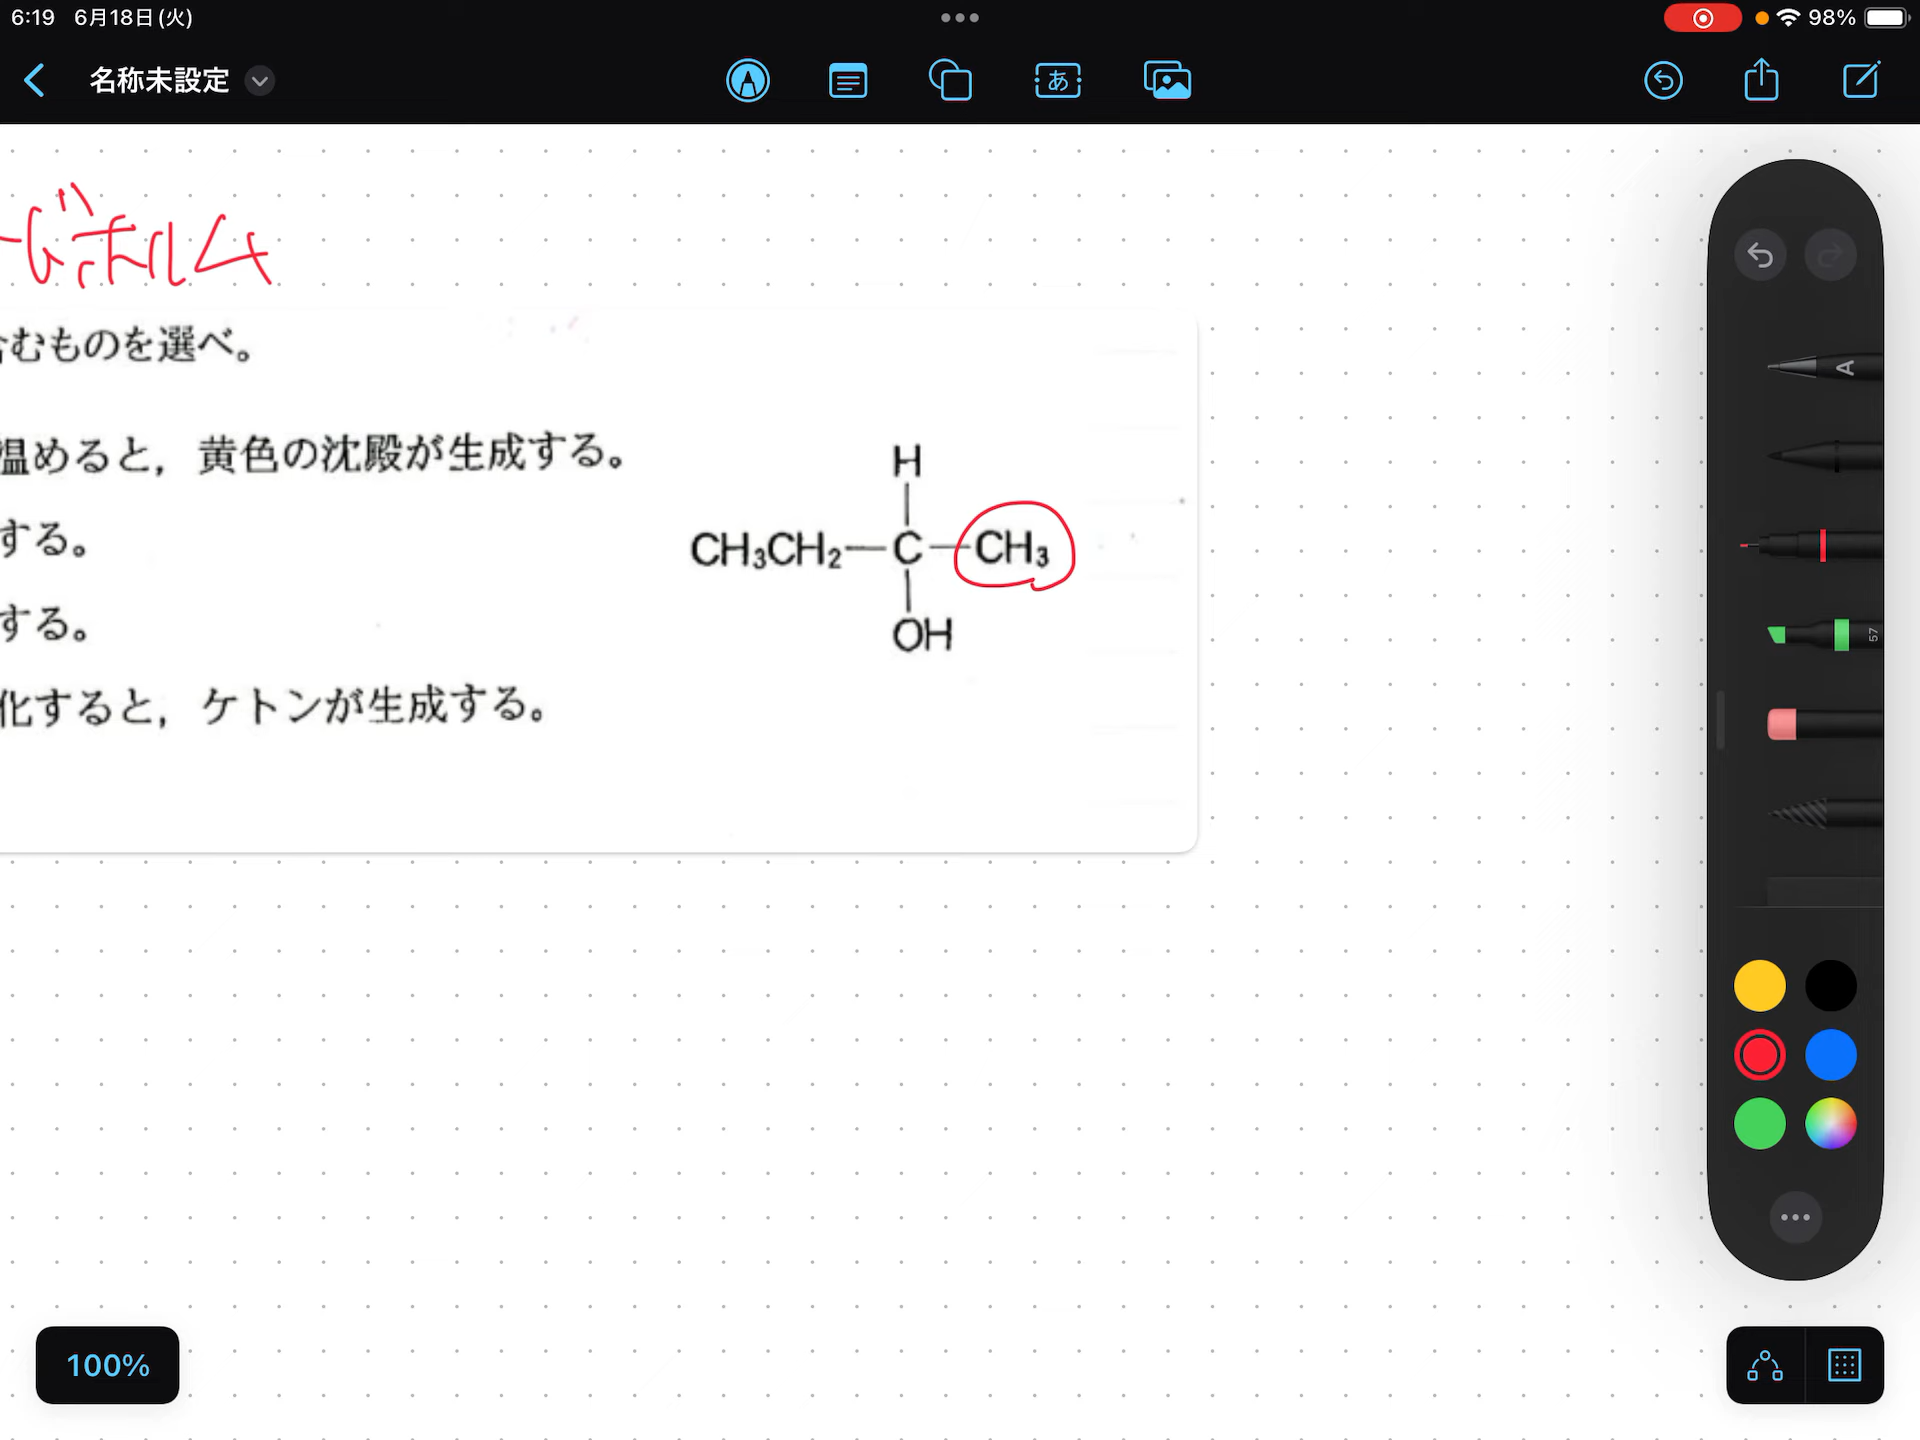 6:19 6月18日(火)
98%
名称未設定
あ
ドホルム
むものを選べ。
温めると，黄色の沈殿が生成する。
する。
する。
化すると，ケトンが生成する。
H
CH₃CH₂—C—CH₃
OH
A
57
100%